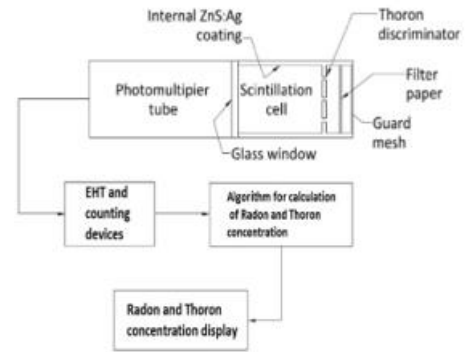 Internal ZnS:Ag
coating
Thoron
discriminator
Photomultipier
tube
Scintillation
cell
Filter
paper
Guard
mesh
Glass window
EHT and
counting
devices
Algorithm for calculation
of Radon and Thoron
concentration
Radon and Thoron
concentration display